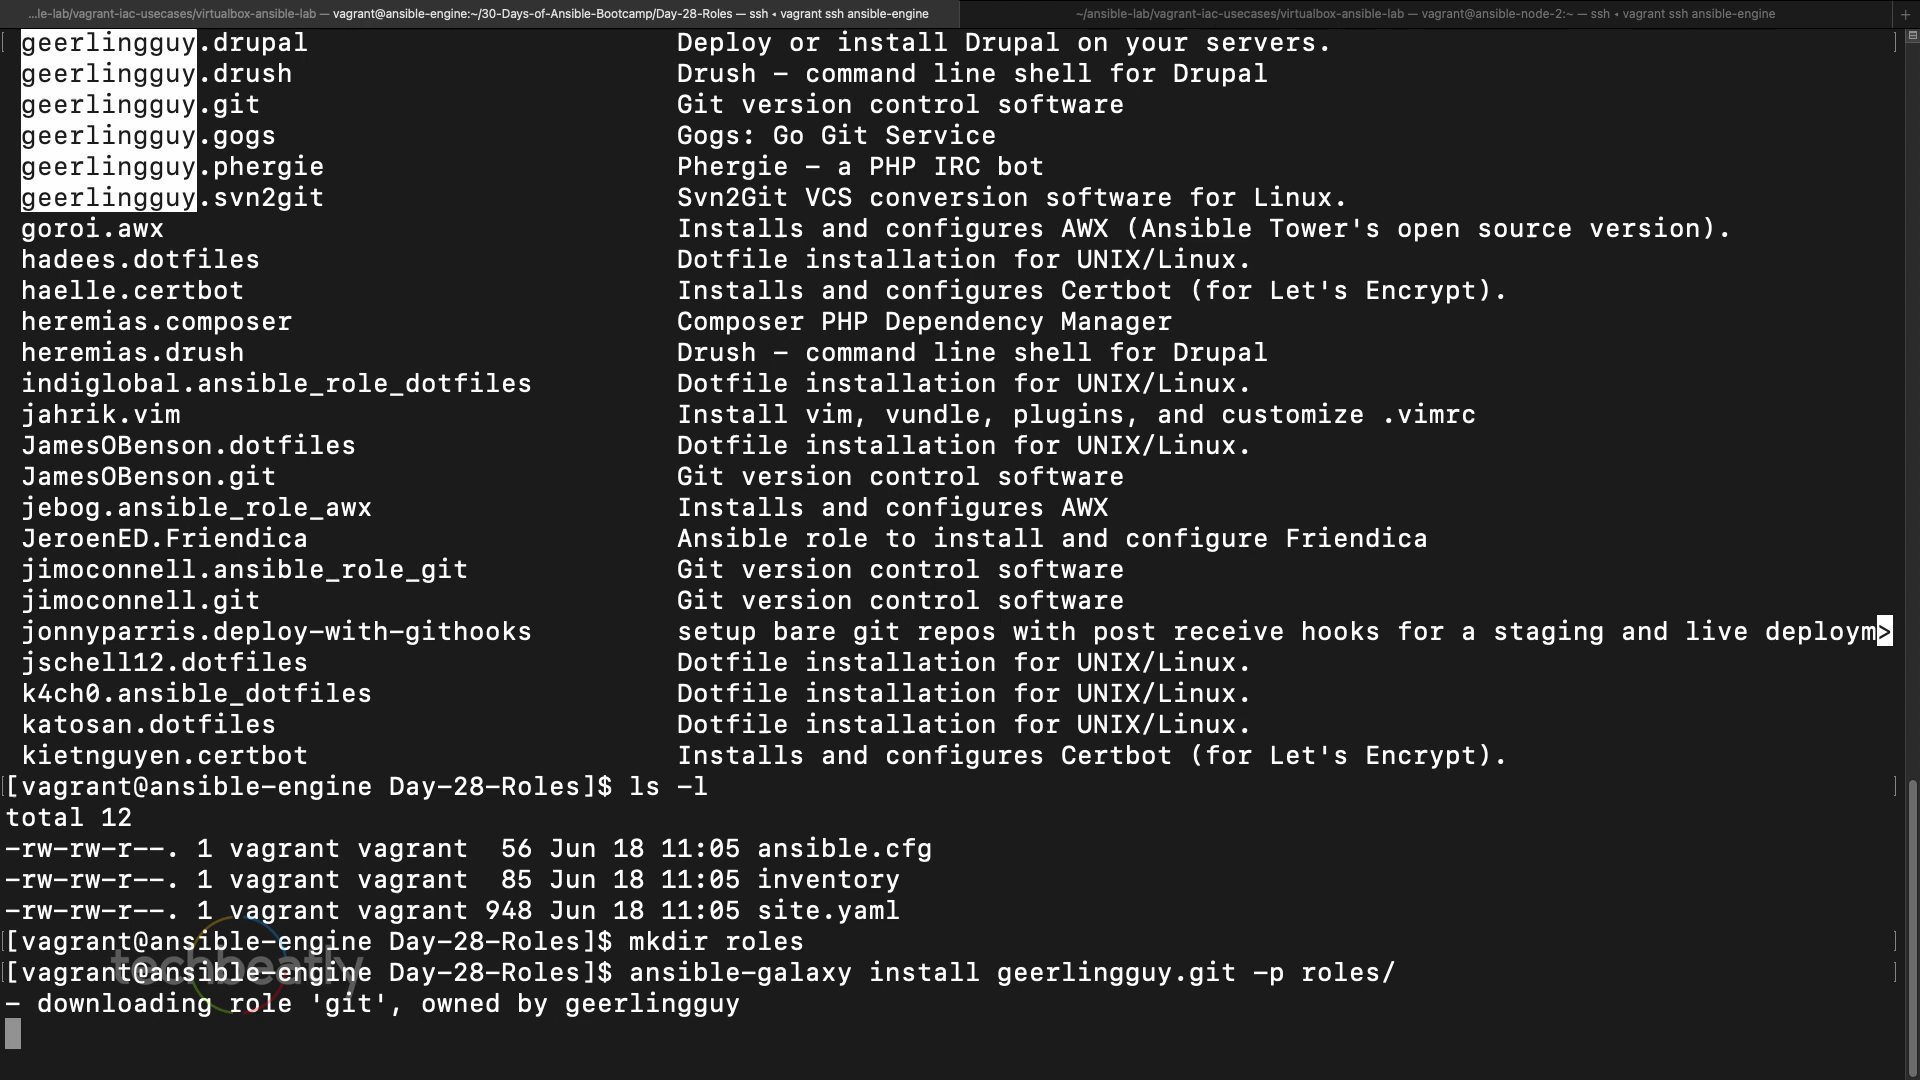 ...le-lab/vagrant-iac-usecases/virtualbox-ansible-lab — vagrant@ansible-engine:~/30-Days-of-Ansible-Bootcamp/Day-28-Roles — ssh ‹ vagrant ssh ansible-engine
~/ansible-lab/vagrant-iac-usecases/virtualbox-ansible-lab — vagrant@ansible-node-2:~ — ssh ‹ vagrant ssh ansible-engine
geerlingguy.drupal Deploy or install Drupal on your servers.
geerlingguy.drush Drush – command line shell for Drupal
geerlingguy.git Git version control software
geerlingguy.gogs Gogs: Go Git Service
geerlingguy.phergie Phergie – a PHP IRC bot
geerlingguy.svn2git Svn2Git VCS conversion software for Linux.
goroi.awx Installs and configures AWX (Ansible Tower's open source version).
hadees.dotfiles Dotfile installation for UNIX/Linux.
haelle.certbot Installs and configures Certbot (for Let's Encrypt).
heremias.composer Composer PHP Dependency Manager
heremias.drush Drush – command line shell for Drupal
indiglobal.ansible_role_dotfiles Dotfile installation for UNIX/Linux.
jahrik.vim Install vim, vundle, plugins, and customize .vimrc
JamesOBenson.dotfiles Dotfile installation for UNIX/Linux.
JamesOBenson.git Git version control software
jebog.ansible_role_awx Installs and configures AWX
JeroenED.Friendica Ansible role to install and configure Friendica
jimoconnell.ansible_role_git Git version control software
jimoconnell.git Git version control software
jonnyparris.deploy-with-githooks setup bare git repos with post receive hooks for a staging and live deploym>
jschell12.dotfiles Dotfile installation for UNIX/Linux.
k4ch0.ansible_dotfiles Dotfile installation for UNIX/Linux.
katosan.dotfiles Dotfile installation for UNIX/Linux.
kietnguyen.certbot Installs and configures Certbot (for Let's Encrypt).
[vagrant@ansible-engine Day-28-Roles]$ ls -l
total 12
-rw-rw-r--. 1 vagrant vagrant 56 Jun 18 11:05 ansible.cfg
-rw-rw-r--. 1 vagrant vagrant 85 Jun 18 11:05 inventory
-rw-rw-r--. 1 vagrant vagrant 948 Jun 18 11:05 site.yaml
[vagrant@ansible-engine Day-28-Roles]$ mkdir roles
[vagrant@ansible-engine Day-28-Roles]$ ansible-galaxy install geerlingguy.git -p roles/
- downloading role 'git', owned by geerlingguy
techbeatly